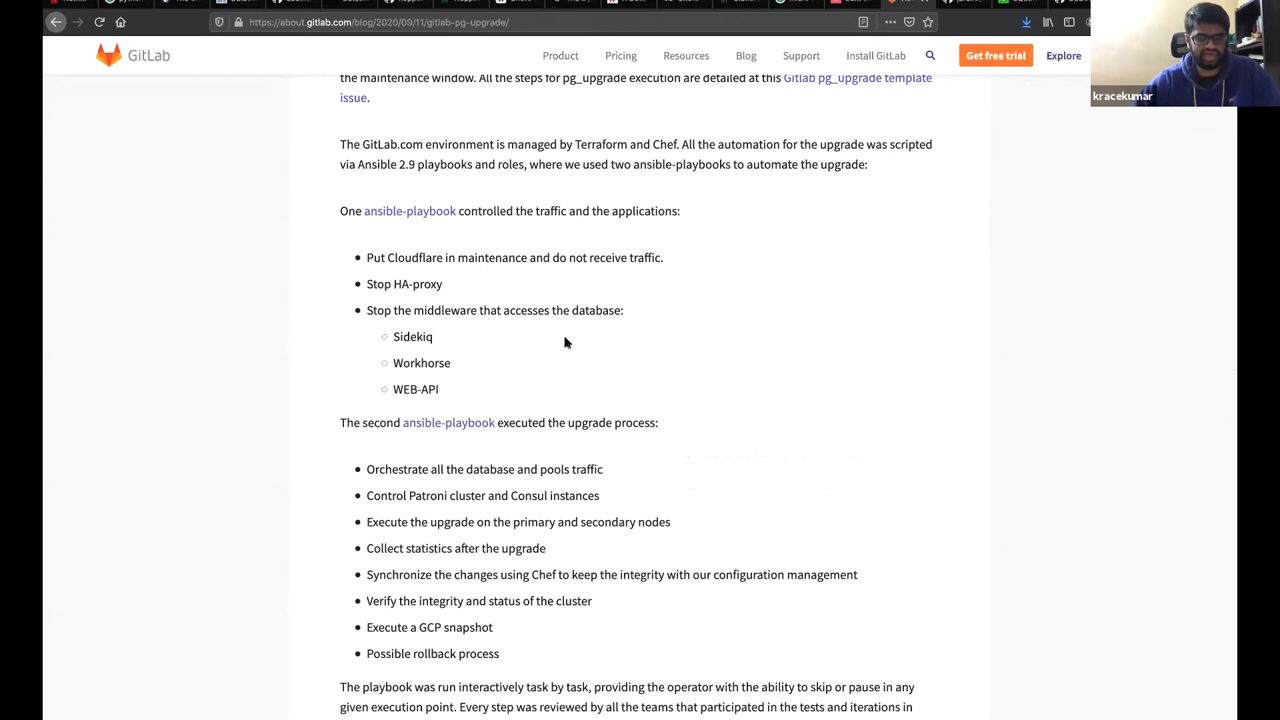 https://about.gitlab.com/blog/2020/09/11/gitlab-pg-upgrade/
GitLab
Product Pricing Resources Blog Support Install GitLab Get free trial Explore
kracekumar
the maintenance window. All the steps for pg_upgrade execution are detailed at this Gitlab pg_upgrade template
issue.
The GitLab.com environment is managed by Terraform and Chef. All the automation for the upgrade was scripted
via Ansible 2.9 playbooks and roles, where we used two ansible-playbooks to automate the upgrade:
One ansible-playbook controlled the traffic and the applications:
Put Cloudflare in maintenance and do not receive traffic.
Stop HA-proxy
Stop the middleware that accesses the database:
Sidekiq
Workhorse
WEB-API
The second ansible-playbook executed the upgrade process:
Orchestrate all the database and pools traffic
Control Patroni cluster and Consul instances
Execute the upgrade on the primary and secondary nodes
Collect statistics after the upgrade
Synchronize the changes using Chef to keep the integrity with our configuration management
Verify the integrity and status of the cluster
Execute a GCP snapshot
Possible rollback process
The playbook was run interactively task by task, providing the operator with the ability to skip or pause in any
given execution point. Every step was reviewed by all the teams that participated in the tests and iterations in